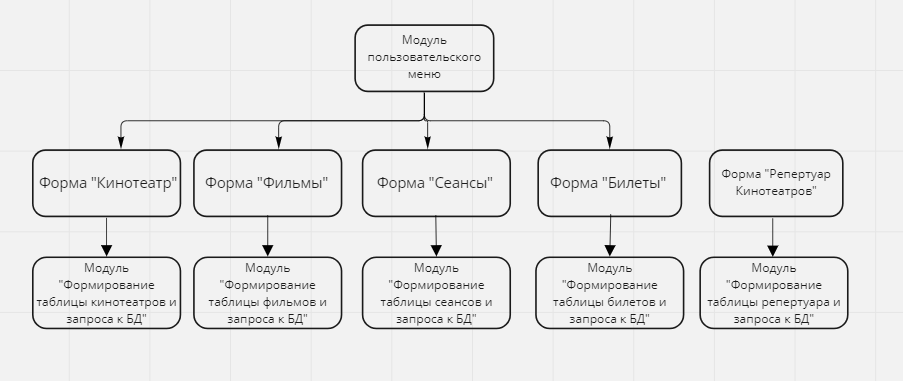 Модуль
пользовательского
меню
Форма "Кинотеатр"
Форма "Фильмы"
Форма "Сеансы"
Форма "Билеты"
Форма "Репертуар
Кинотеатров"
Модуль
"Формирование
таблицы кинотеатров и
запроса к БД"
Модуль
"Формирование
таблицы фильмов и
запроса к БД"
Модуль
"Формирование
таблицы сеансов и
запроса к БД"
Модуль
"Формирование
таблицы билетов и
запроса к БД"
Модуль
"Формирование
таблицы репертуара и
запроса к БД"